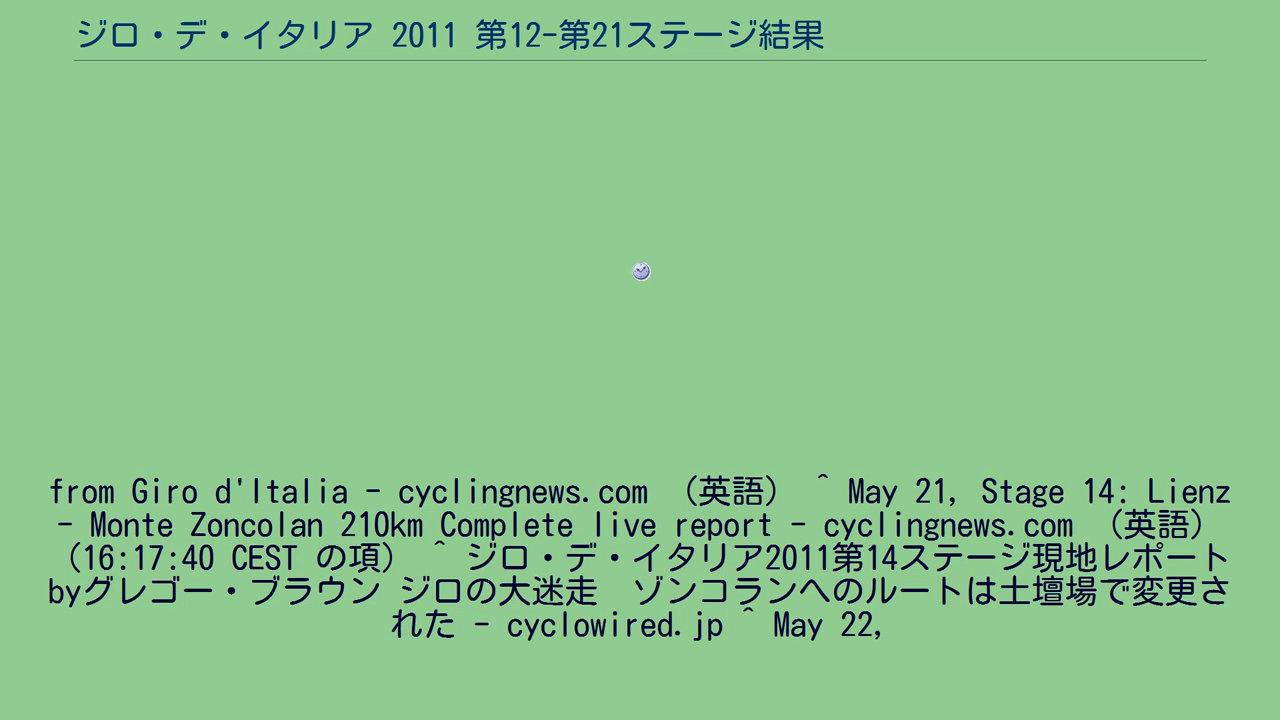 ジロ・デ・イタリア 2011 第12-第21ステージ結果
from Giro d'Italia - cyclingnews.com （英語） ^ May 21, Stage 14: Lienz
- Monte Zoncolan 210km Complete live report - cyclingnews.com （英語）
（16:17:40 CEST の項） ^ ジロ・デ・イタリア2011第14ステージ現地レポート
byグレゴー・ブラウン ジロの大迷走　ゾンコランへのルートは土壇場で変更さ
れた - cyclowired.jp ^ May 22,